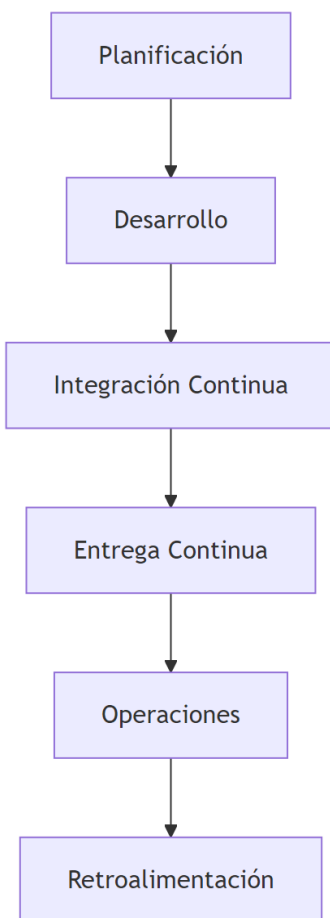 Planificación
Desarrollo
Integración Continua
Entrega Continua
Operaciones
Retroalimentación